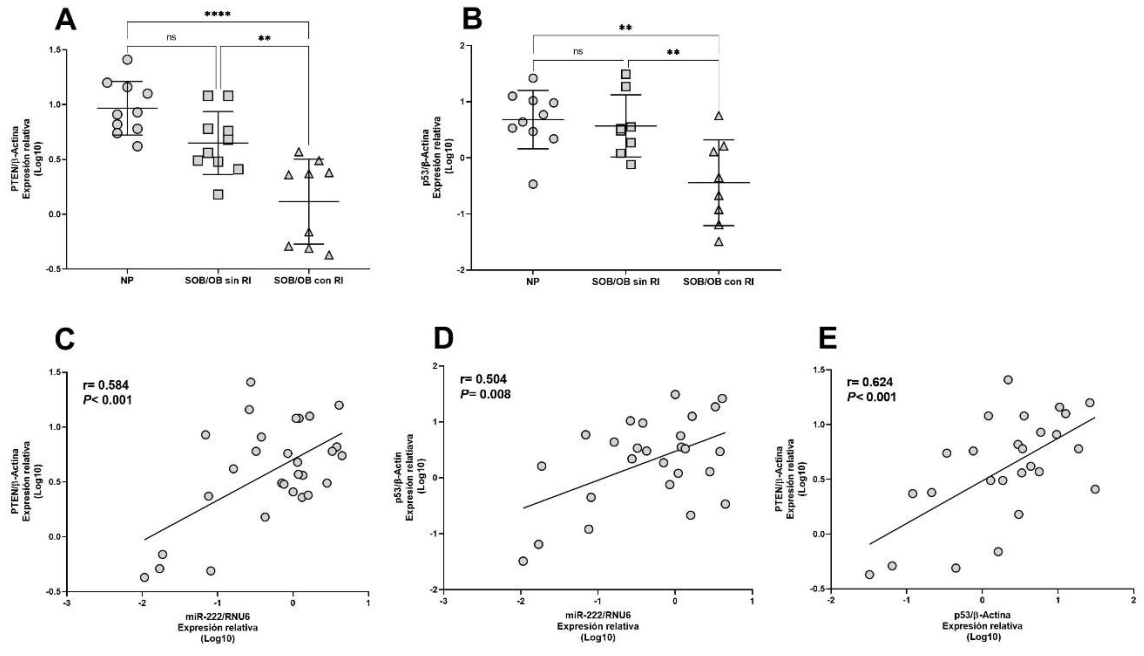 A
****
ns
**
PTEN/β-Actina
Expresión relativa
(Log10)
1.5
1.0
0.5
0.0
-0.5
NP
SOB/OB sin RI
SOB/OB con RI
B
**
ns
**
p53/β-Actina
Expresión relativa
(Log10)
2
1
0
-1
-2
NP
SOB/OB sin RI
SOB/OB con RI
C
r= 0.584
P< 0.001
PTEN/β-Actina
Expresión relativa
(Log10)
1.5
1.0
0.5
0.0
-0.5
-3
-2
-1
0
1
miR-222/RNU6
Expresión relativa
(Log10)
D
r= 0.504
P= 0.008
p53/β-Actin
Expresión relatiava
(Log10)
2
1
0
-1
-2
-3
-2
-1
0
1
miR-222/RNU6
Expresión relativa
(Log10)
E
r= 0.624
P< 0.001
PTEN/β-Actina
Expresión relativa
(Log10)
1.5
1.0
0.5
0.0
-0.5
-2
-1
0
1
2
p53/β-Actina
Expresión relativa
(Log10)